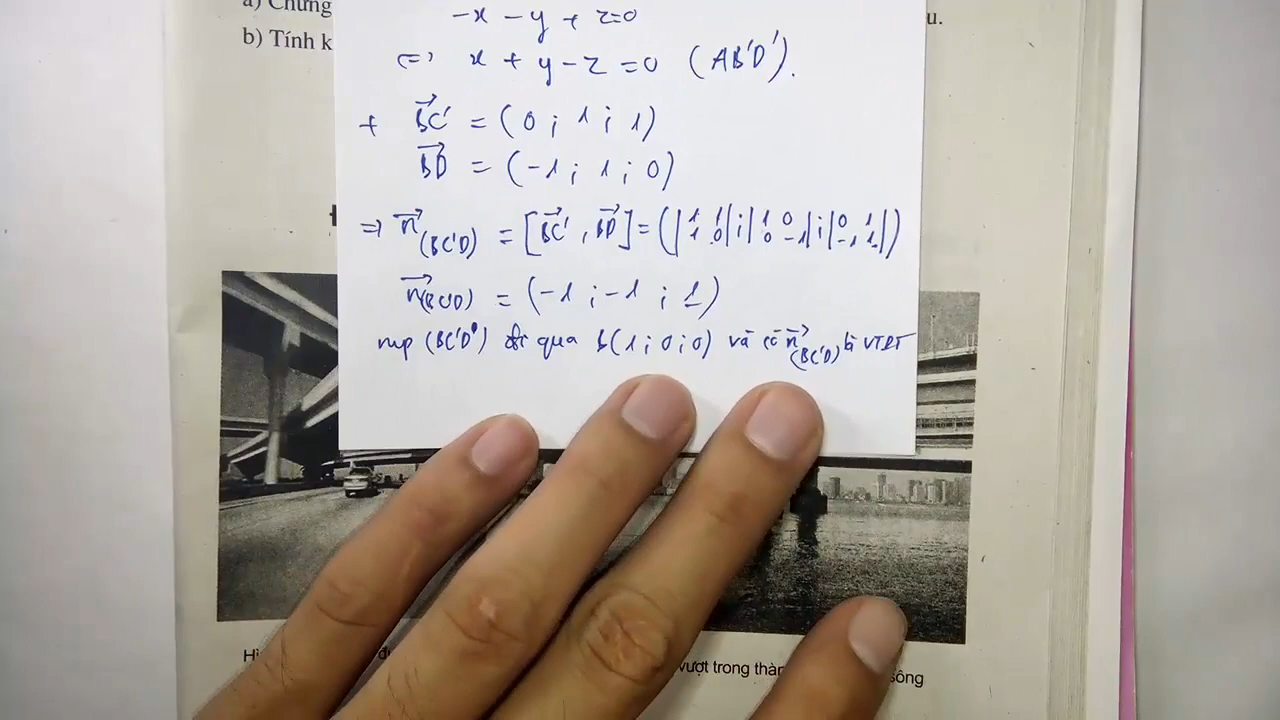 a) Chứng
u.
b) Tính k
-x - y + z=0
<=> x + y - z = 0 (AB'D').
+ BC' = (0 ; 1 ; 1)
BD = (-1 ; 1 ; 0)
=> n(BC'D) = [BC' , BD] = (|1 1 1 0| ; |1 0 0 -1| ; |0 1 -1 1|)
n(BC'D) = (-1 ; -1 ; 1)
mp (BC'D) đi qua B(1; 0; 0) và có n(BC'D) là VTPT
vượt trong thàn
sông